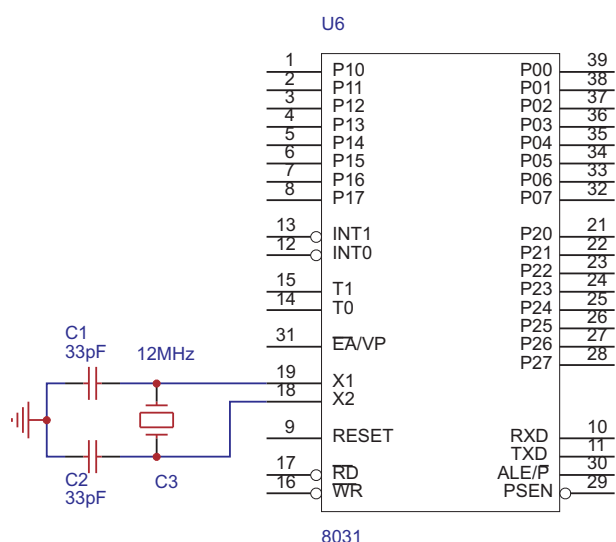 U6
1 P10 P00 39
2 P11 P01 38
3 P12 P02 37
4 P13 P03 36
5 P14 P04 35
6 P15 P05 34
7 P16 P06 33
8 P17 P07 32
13 INT1 P20 21
12 INT0 P21 22
P22 23
15 T1 P23 24
14 T0 P24 25
P25 26
31 EA/VP P26 27
P27 28
C1
33pF
12MHz
19 X1
18 X2
9 RESET RXD 10
TXD 11
17 RD ALE/P 30
16 WR PSEN 29
C2
33pF
C3
8031